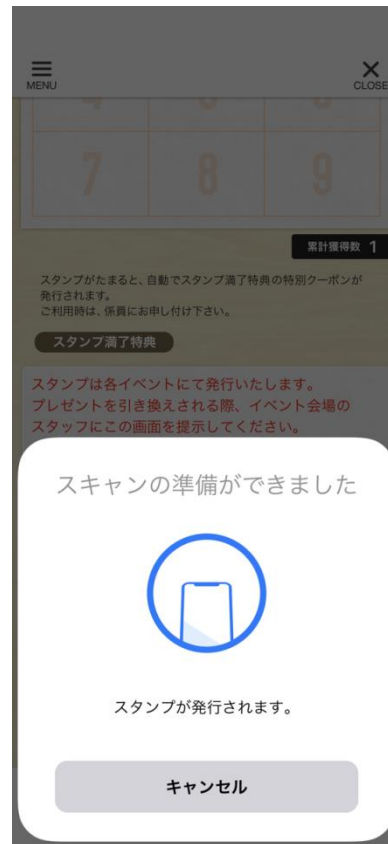 MENU
CLOSE
7
8
9
累計獲得数 1
スタンプがたまると、自動でスタンプ満了特典の特別クーポンが
発行されます。
ご利用時は、係員にお申し付け下さい。
スタンプ満了特典
スタンプは各イベントにて発行いたします。
プレゼントを引き換えされる際、イベント会場の
スタッフにこの画面を提示してください。
スキャンの準備ができました
スタンプが発行されます。
キャンセル